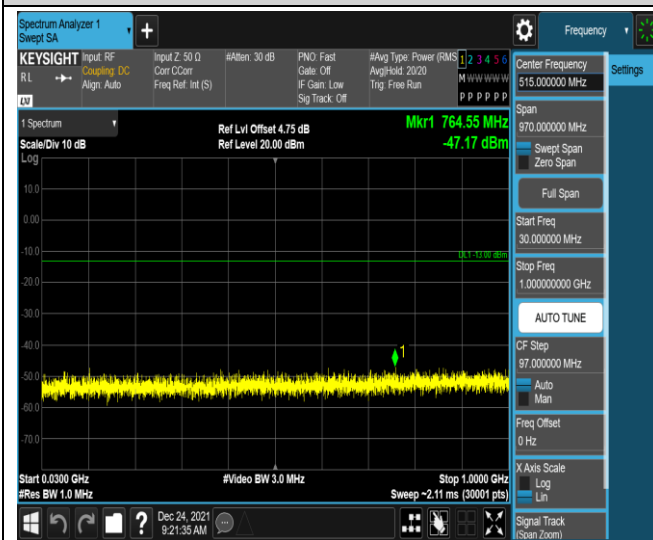 Spectrum Analyzer 1
Swept SA
+
Frequency
KEYSIGHT
RL
LXI
Input: RF
Coupling: DC
Align: Auto
Input Z: 50 Ω
Corr CCorr
Freq Ref: Int (S)
#Atten: 30 dB
PNO: Fast
Gate: Off
IF Gain: Low
Sig Track: Off
#Avg Type: Power (RMS
Avg|Hold: 20/20
Trig: Free Run
1 2 3 4 5 6
M W W W W W
P P P P P P
1 Spectrum
Scale/Div 10 dB
Log
Ref Lvl Offset 4.75 dB
Ref Level 20.00 dBm
Mkr1 764.55 MHz
-47.17 dBm
10.0
0.00
-10.0
DL1 -13.00 dBm
-20.0
-30.0
-40.0
1
-50.0
-60.0
-70.0
Start 0.0300 GHz
#Res BW 1.0 MHz
#Video BW 3.0 MHz
Stop 1.0000 GHz
Sweep ~2.11 ms (30001 pts)
?
Dec 24, 2021
9:21:35 AM
Center Frequency
515.000000 MHz
Settings
Span
970.000000 MHz
Swept Span
Zero Span
Full Span
Start Freq
30.000000 MHz
Stop Freq
1.000000000 GHz
AUTO TUNE
CF Step
97.000000 MHz
Auto
Man
Freq Offset
0 Hz
X Axis Scale
Log
Lin
Signal Track
(Span Zoom)